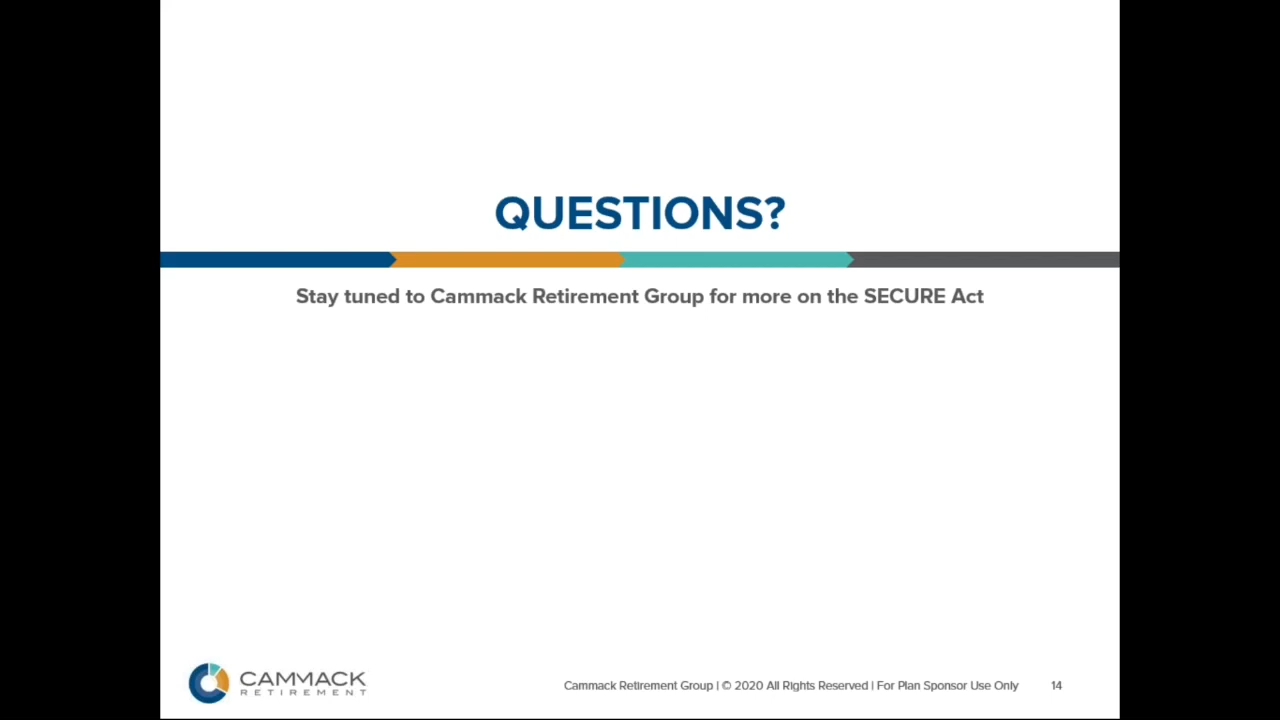 QUESTIONS?
Stay tuned to Cammack Retirement Group for more on the SECURE Act
CAMMACK
RETIREMENT
Cammack Retirement Group | © 2020 All Rights Reserved | For Plan Sponsor Use Only 14